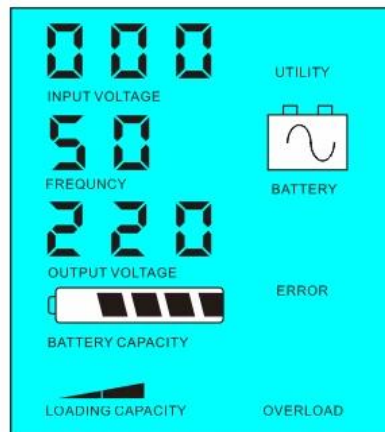 000
UTILITY
INPUT VOLTAGE
50
FREQUNCY
BATTERY
220
OUTPUT VOLTAGE
ERROR
BATTERY CAPACITY
LOADING CAPACITY
OVERLOAD